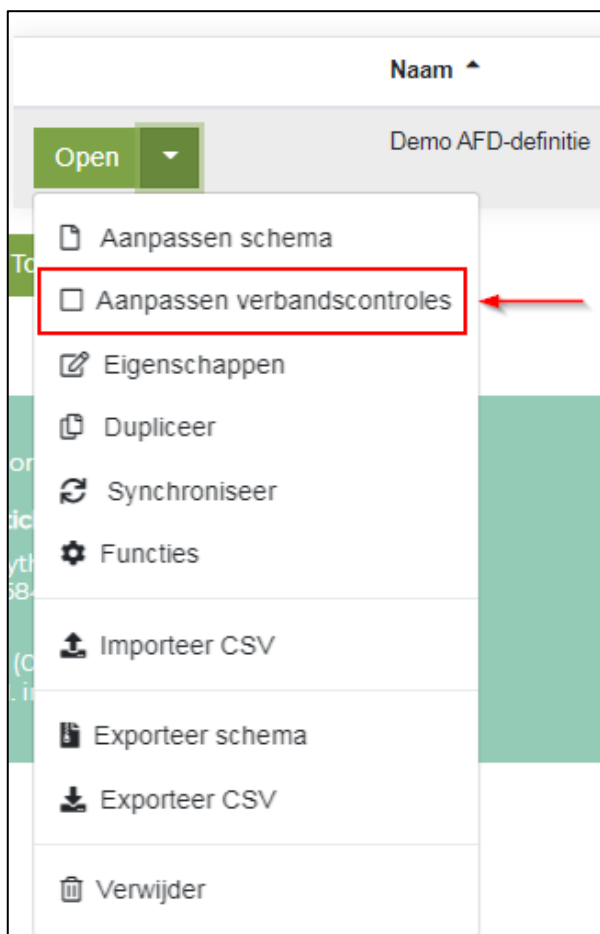 Naam
Open
Demo AFD-definitie
Aanpassen schema
Aanpassen verbandscontroles
Eigenschappen
Dupliceer
Synchroniseer
Functies
Importeer CSV
Exporteer schema
Exporteer CSV
Verwijder